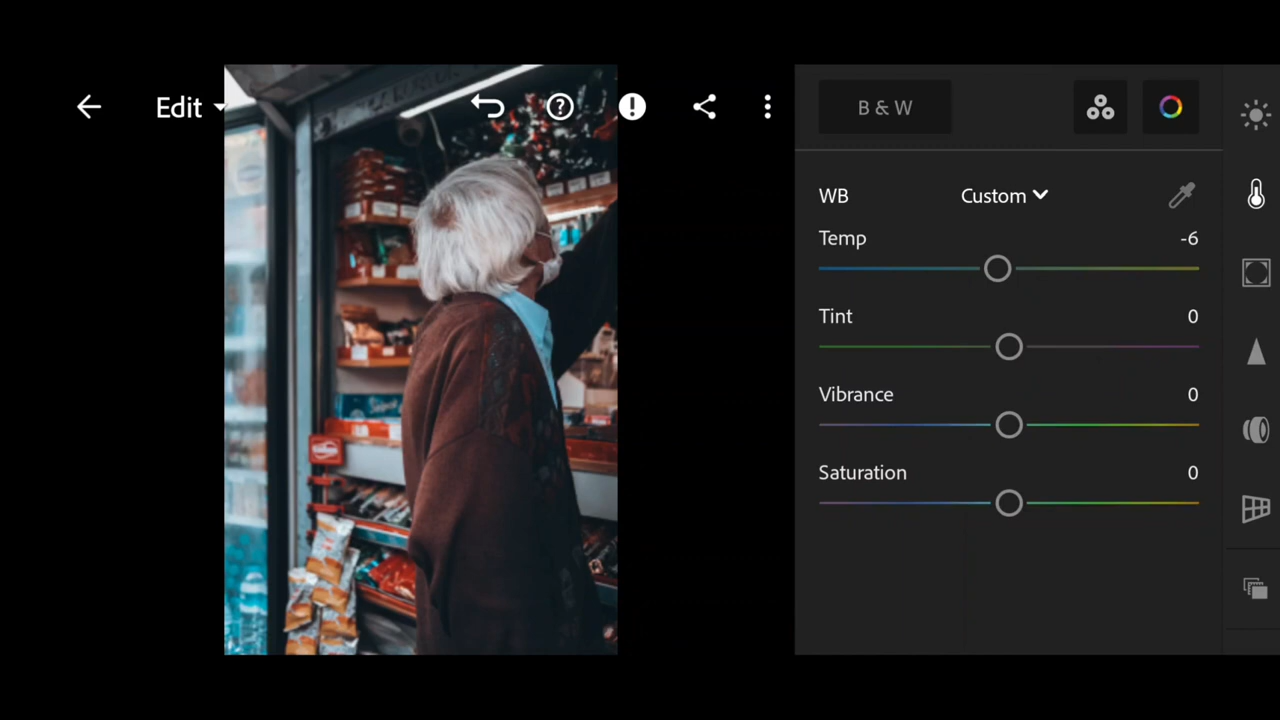 Edit
B & W
WB
Custom
Temp
-6
Tint
0
Vibrance
0
Saturation
0